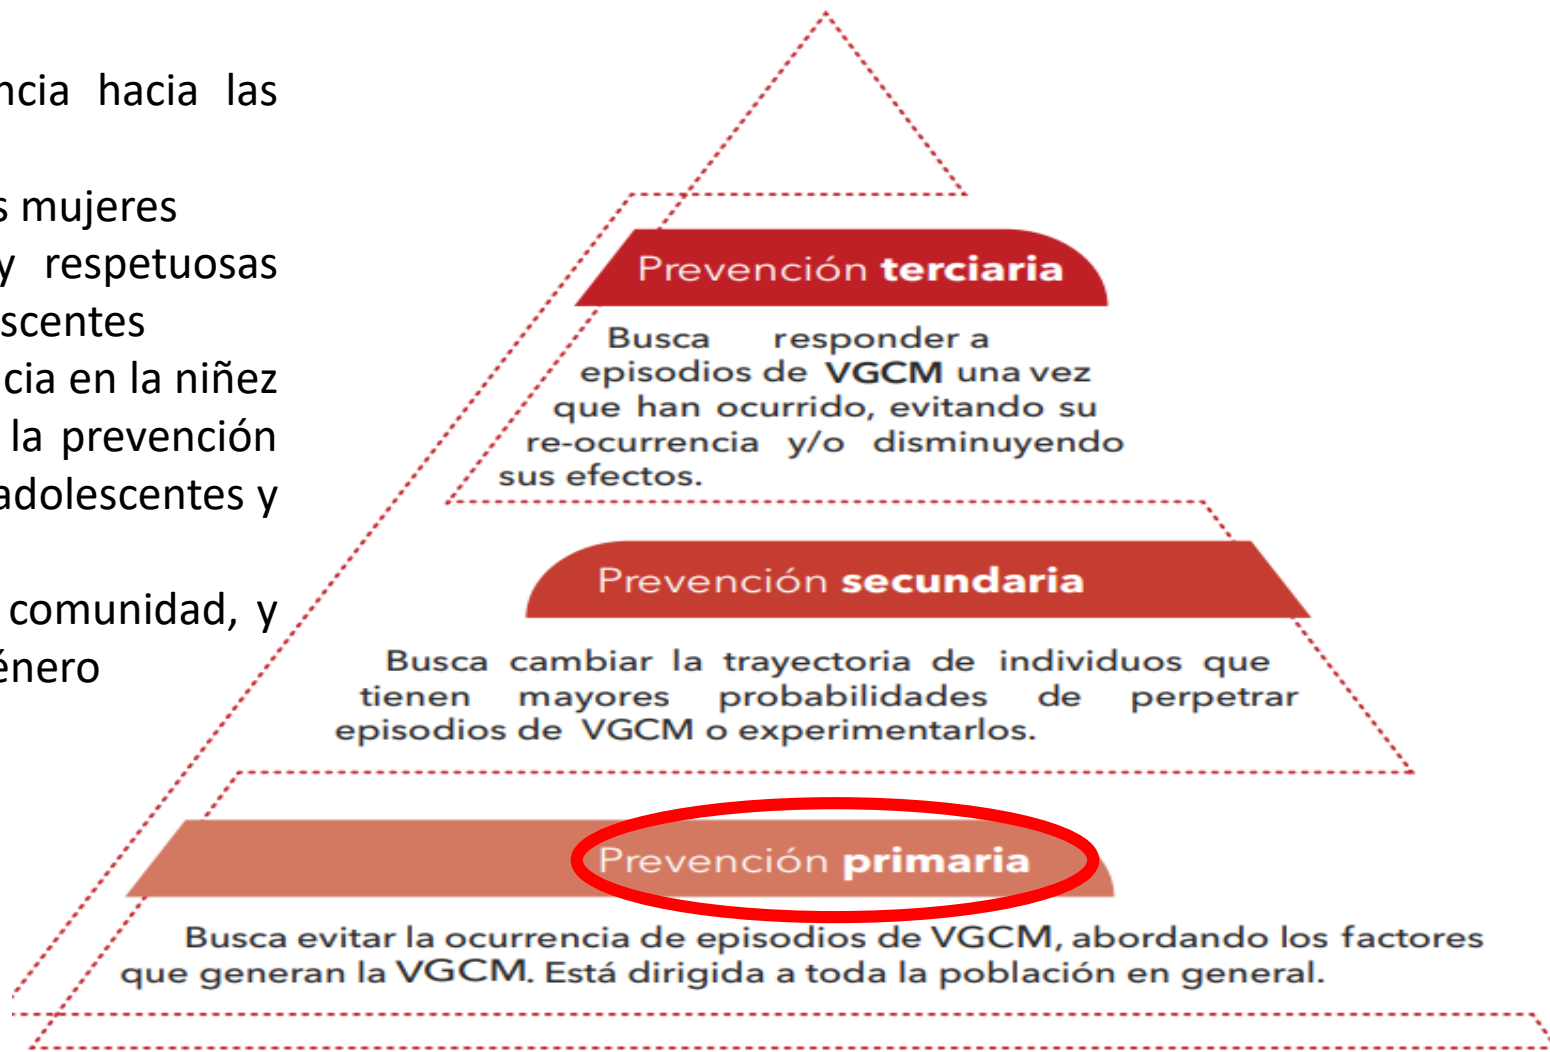 ncia hacia las
s mujeres
y respetuosas
scentes
cia en la niñez
la prevención
adolescentes y
comunidad, y
énero
Prevención terciaria
Busca responder a
episodios de VGCM una vez
que han ocurrido, evitando su
re-ocurrencia y/o disminuyendo
sus efectos.
Prevención secundaria
Busca cambiar la trayectoria de individuos que
tienen mayores probabilidades de perpetrar
episodios de VGCM o experimentarlos.
Prevención primaria
Busca evitar la ocurrencia de episodios de VGCM, abordando los factores
que generan la VGCM. Está dirigida a toda la población en general.